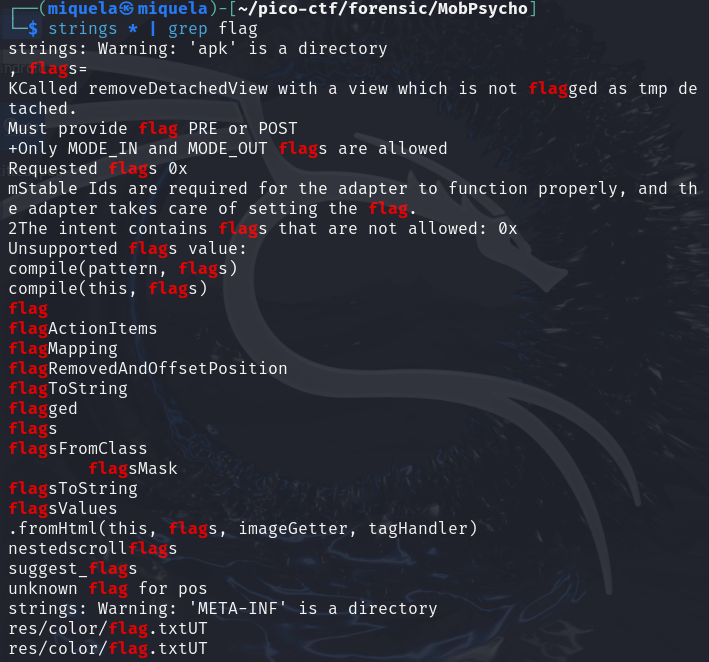 ┌──(miquela㉿miquela)-[~/pico-ctf/forensic/MobPsycho]
└─$ strings * | grep flag
strings: Warning: 'apk' is a directory
, flags=
KCalled removeDetachedView with a view which is not flagged as tmp de
tached.
Must provide flag PRE or POST
+Only MODE_IN and MODE_OUT flags are allowed
Requested flags 0x
mStable Ids are required for the adapter to function properly, and th
e adapter takes care of setting the flag.
2The intent contains flags that are not allowed: 0x
Unsupported flags value:
compile(pattern, flags)
compile(this, flags)
flag
flagActionItems
flagMapping
flagRemovedAndOffsetPosition
flagToString
flagged
flags
flagsFromClass
        flagsMask
flagsToString
flagsValues
.fromHtml(this, flags, imageGetter, tagHandler)
nestedscrollflags
suggest_flags
unknown flag for pos
strings: Warning: 'META-INF' is a directory
res/color/flag.txtUT
res/color/flag.txtUT